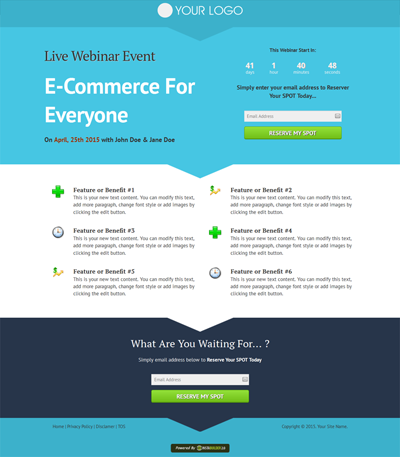 YOUR LOGO
Live Webinar Event
E-Commerce For
Everyone
On April, 25th 2015 with John Doe & Jane Doe
This Webinar Start in:
41 1 40 48
days hour minutes seconds
Simply enter your email address to Reserver
Your SPOT Today...
Email Address
RESERVE MY SPOT
Feature or Benefit #1
This is your new text content. You can modify this text,
add more paragraph, change font style or add images by
clicking the edit button.
Feature or Benefit #2
This is your new text content. You can modify this text,
add more paragraph, change font style or add images by
clicking the edit button.
Feature or Benefit #3
This is your new text content. You can modify this text,
add more paragraph, change font style or add images by
clicking the edit button.
Feature or Benefit #4
This is your new text content. You can modify this text,
add more paragraph, change font style or add images by
clicking the edit button.
Feature or Benefit #5
This is your new text content. You can modify this text,
add more paragraph, change font style or add images by
clicking the edit button.
Feature or Benefit #6
This is your new text content. You can modify this text,
add more paragraph, change font style or add images by
clicking the edit button.
What Are You Waiting For... ?
Simply email address below to Reserve Your SPOT Today
Email Address
RESERVE MY SPOT
Home | Privacy Policy | Disclaimer | TOS
Copyright © 2015. Your Site Name.
Powered By